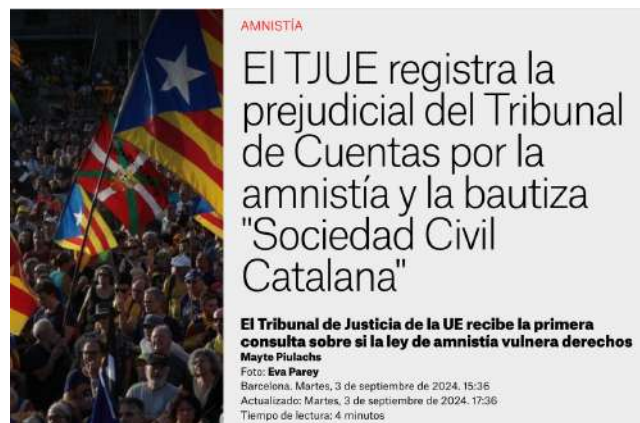 AMNISTÍA
El TJUE registra la
prejudicial del Tribunal
de Cuentas por la
amnistía y la bautiza
"Sociedad Civil
Catalana"
El Tribunal de Justicia de la UE recibe la primera
consulta sobre si la ley de amnistía vulnera derechos
Mayte Piulachs
Foto: Eva Parey
Barcelona. Martes, 3 de septiembre de 2024. 15:36
Actualizado: Martes, 3 de septiembre de 2024. 17:36
Tiempo de lectura: 4 minutos